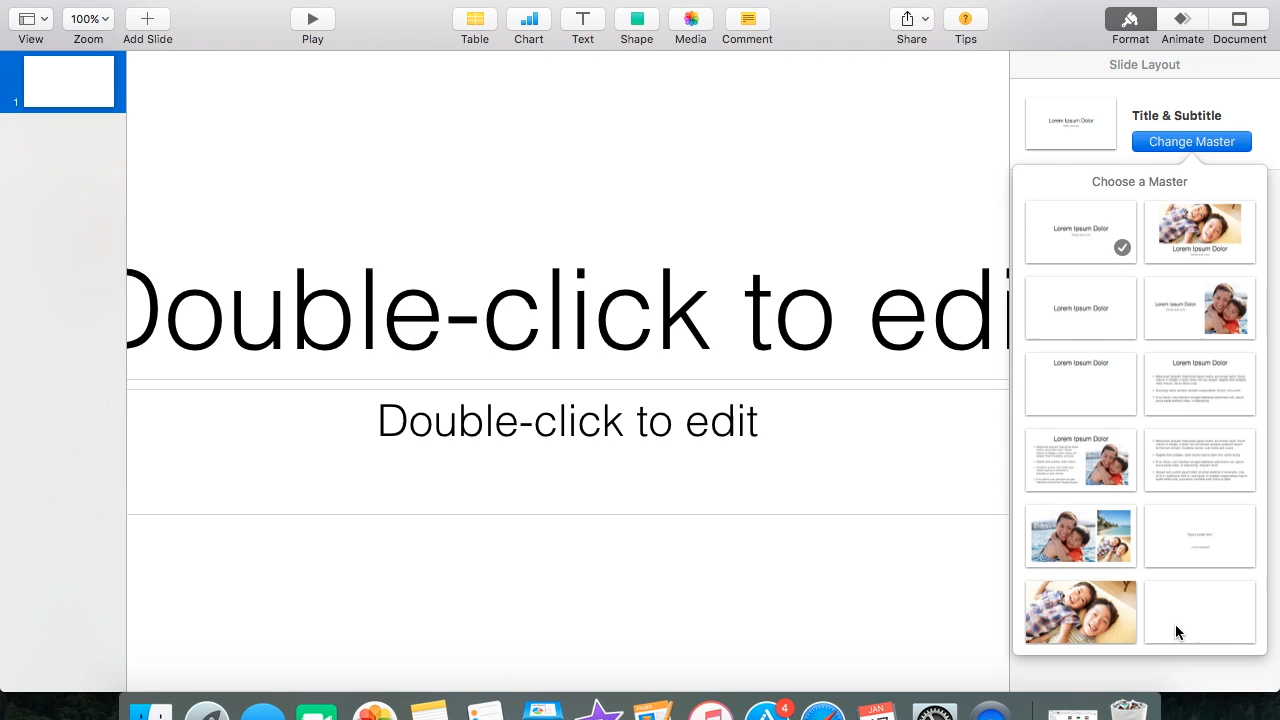 View
Zoom
Add Slide
Play
Table
Chart
Text
Shape
Media
Comment
Share
Tips
Format
Animate
Document
100%
Slide Layout
1
Lorem Ipsum Dolor
Title & Subtitle
Change Master
Choose a Master
Lorem Ipsum Dolor
Lorem Ipsum Dolor
Lorem Ipsum Dolor
Lorem Ipsum Dolor
Lorem Ipsum Dolor
Lorem Ipsum Dolor
Lorem Ipsum Dolor
Double-click to edi
Double-click to edit
4
JAN
PAGES